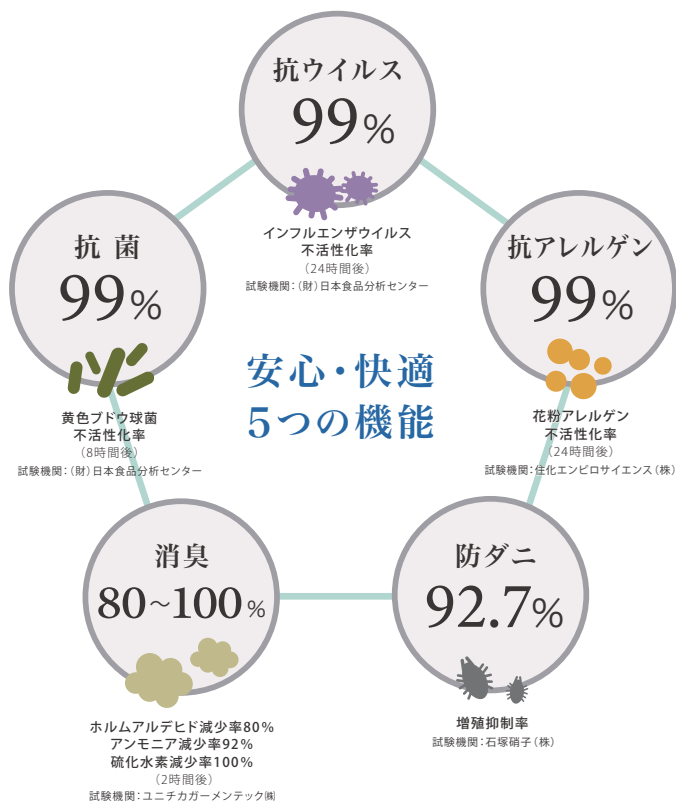 抗ウイルス
99%
インフルエンザウイルス
不活性化率
(24時間後)
試験機関:(財)日本食品分析センター
抗菌
99%
黄色ブドウ球菌
不活性化率
(8時間後)
試験機関:(財)日本食品分析センター
抗アレルゲン
99%
花粉アレルゲン
不活性化率
(24時間後)
試験機関:住化エンビロサイエンス(株)
安心・快適
5つの機能
消臭
80~100%
ホルムアルデヒド減少率80%
アンモニア減少率92%
硫化水素減少率100%
(2時間後)
試験機関:ユニチカガーメンテック㈱
防ダニ
92.7%
増殖抑制率
試験機関:石塚硝子(株)